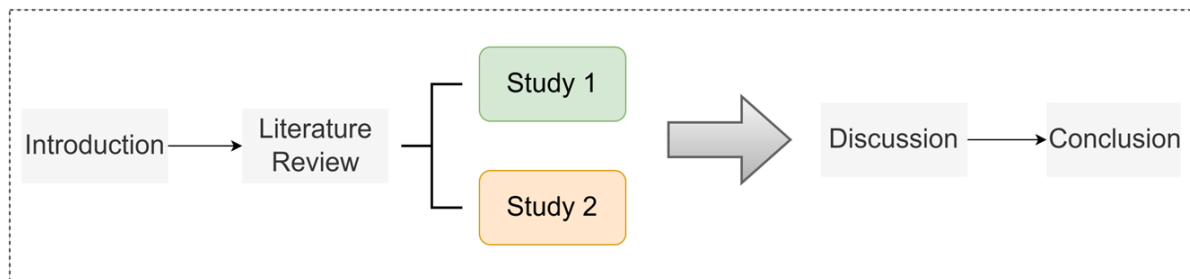 Introduction
Literature
Review
Study 1
Study 2
Discussion
Conclusion